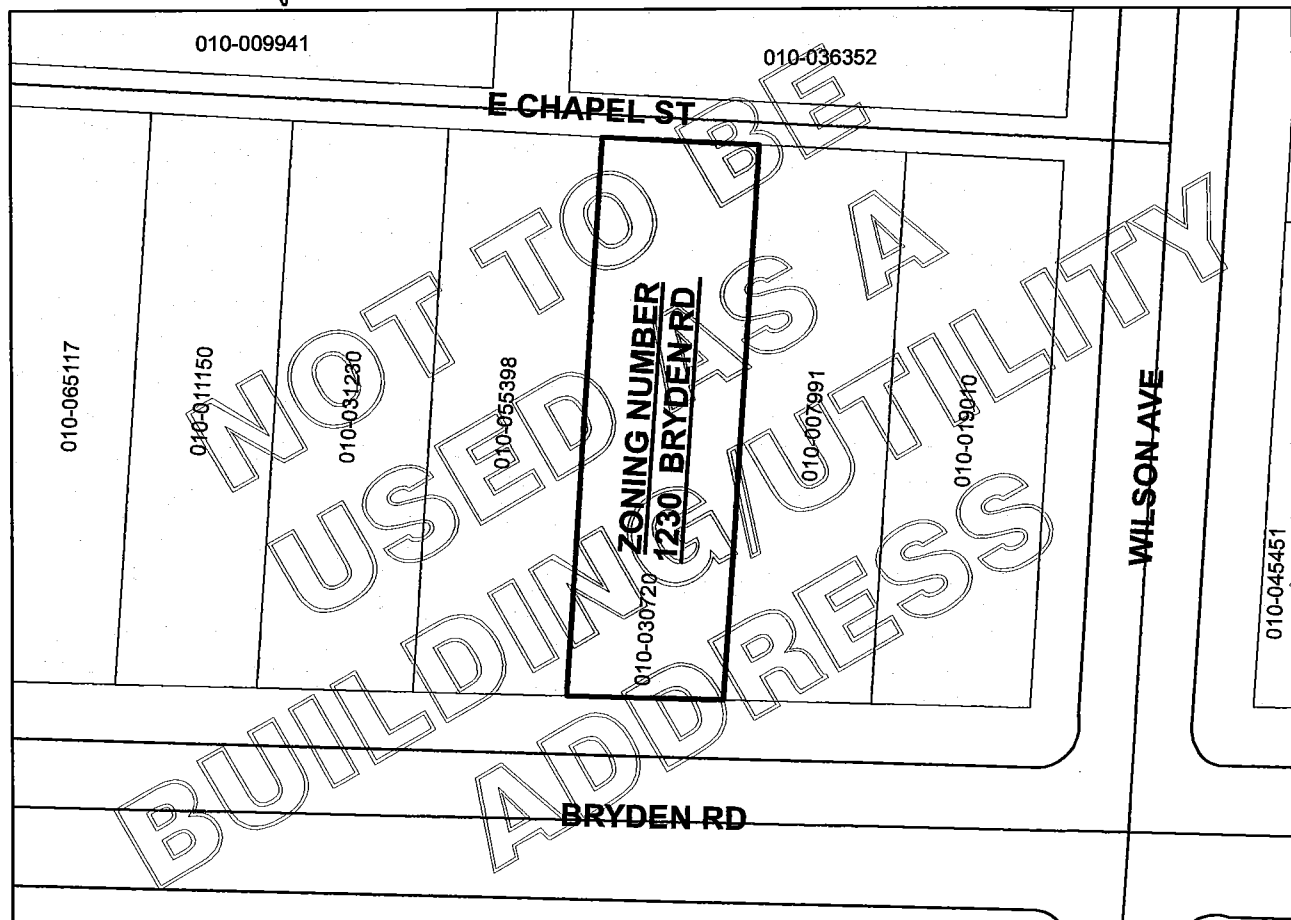 010-009941
010-036352
E CHAPEL ST
010-065117
010-011150
010-031230
010-055398
ZONING NUMBER
1230 BRYDEN RD
010-030720
010-007991
010-019010
WILSON AVE
010-045451
BRYDEN RD
NOT TO BE
USED AS A
BUILDING/UTILITY
ADDRESS